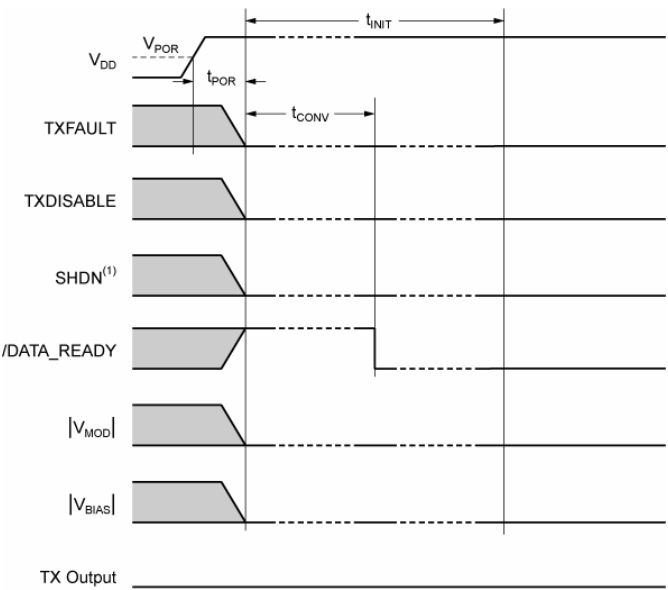 tINIT
VPOR
VDD
tPOR
tCONV
TXFAULT
TXDISABLE
SHDN(1)
/DATA_READY
|VMOD|
|VBIAS|
TX Output